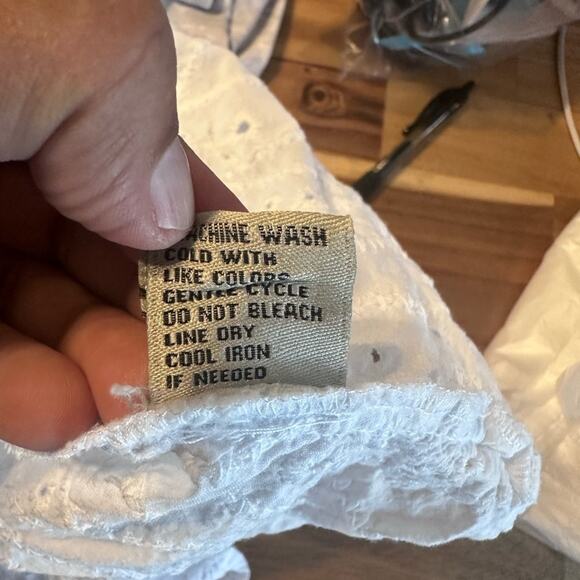 MACHINE WASH
COLD WITH
LIKE COLORS
GENTLE CYCLE
DO NOT BLEACH
LINE DRY
COOL IRON
IF NEEDED